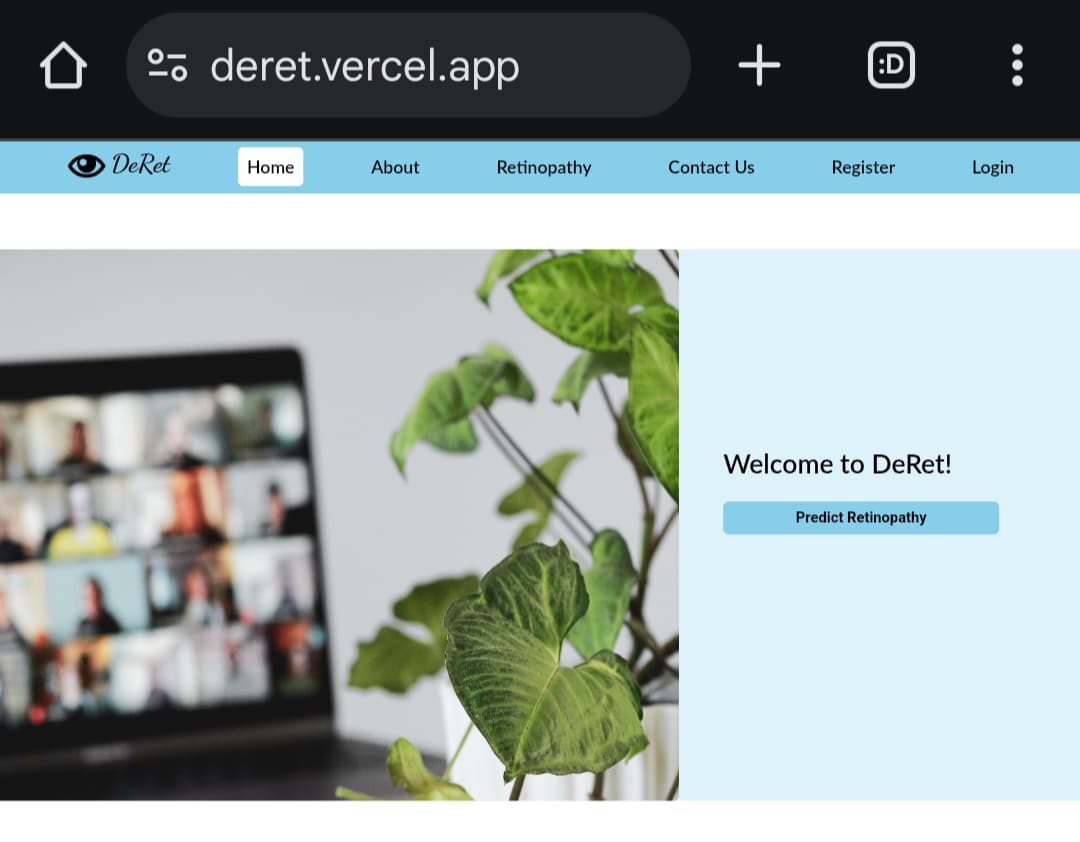 deret.vercel.app
:D
DeRet
Home About Retinopathy Contact Us Register Login
Welcome to DeRet!
Predict Retinopathy